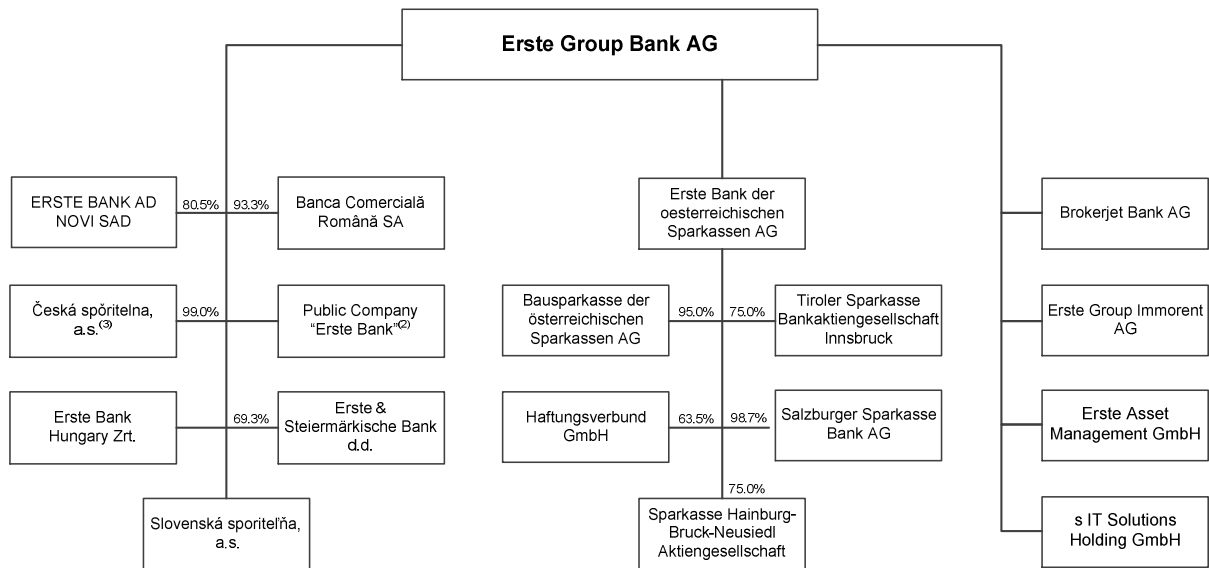 Erste Group Bank AG
ERSTE BANK AD
NOVI SAD
80.5%
93.3%
Banca Comercială
Română SA
Erste Bank der
oesterreichischen
Sparkassen AG
Brokerjet Bank AG
Česká spǒritelna,
a.s.(3)
99.0%
Public Company
“Erste Bank”(2)
Bausparkasse der
österreichischen
Sparkassen AG
95.0%
75.0%
Tiroler Sparkasse
Bankaktiengesellschaft
Innsbruck
Erste Group Immorent
AG
Erste Bank
Hungary Zrt.
69.3%
Erste &
Steiermärkische Bank
d.d.
Haftungsverbund
GmbH
63.5%
98.7%
Salzburger Sparkasse
Bank AG
Erste Asset
Management GmbH
Slovenská sporiteľňa,
a.s.
75.0%
Sparkasse Hainburg-
Bruck-Neusiedl
Aktiengesellschaft
s IT Solutions
Holding GmbH